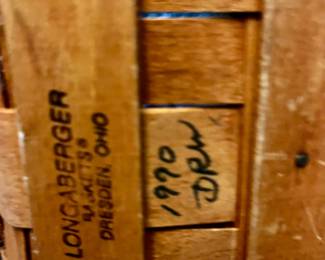 LONGABERGER
BASKETS®
DRESDEN, OHIO
1990
DRW